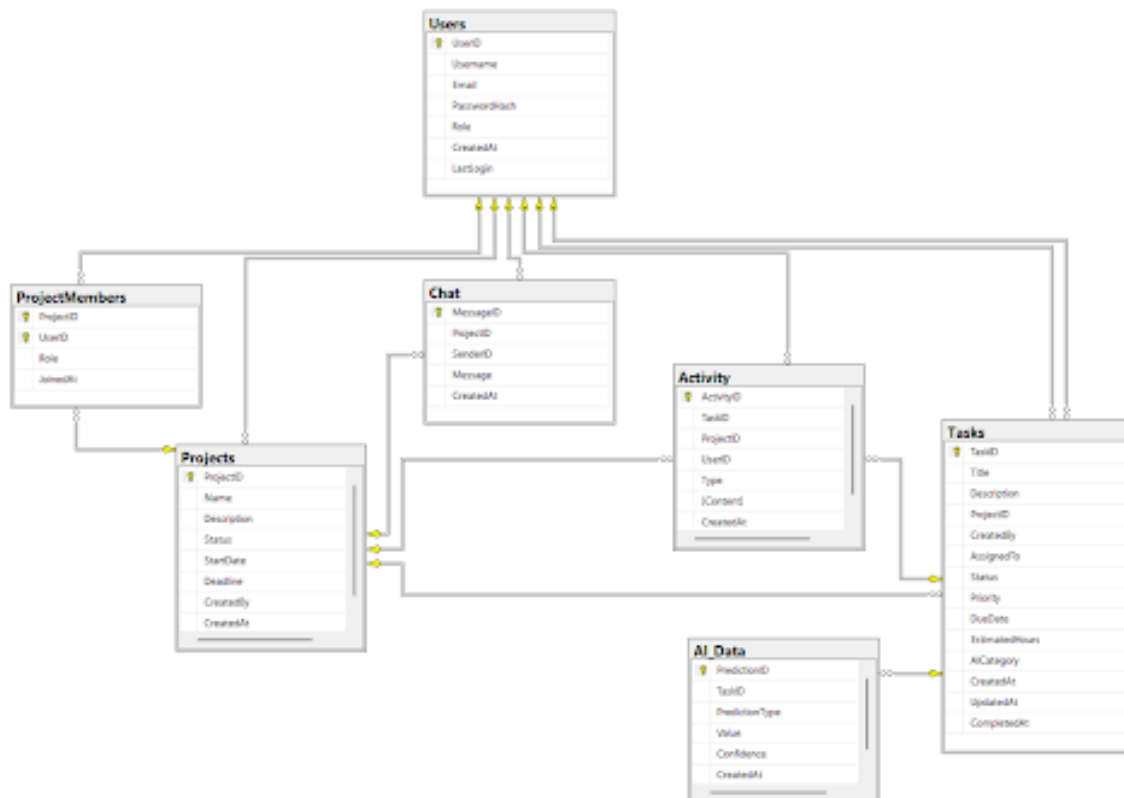 Users
UserID
Username
Email
PasswordHash
Role
CreatedAt
LastLogin
ProjectMembers
ProjectID
UserID
Role
JoinedAt
Chat
MessageID
ProjectID
SenderID
Message
CreatedAt
Projects
ProjectID
Name
Description
Status
StartDate
Deadline
CreatedBy
CreatedAt
Activity
ActivityID
TaskID
ProjectID
UserID
Type
[Content]
CreatedAt
Tasks
TaskID
Title
Description
ProjectID
CreatedBy
AssignedTo
Status
Priority
DueDate
EstimatedHours
AICategory
CreatedAt
UpdatedAt
CompletedAt
AI_Data
PredictionID
TaskID
PredictionType
Value
Confidence
CreatedAt